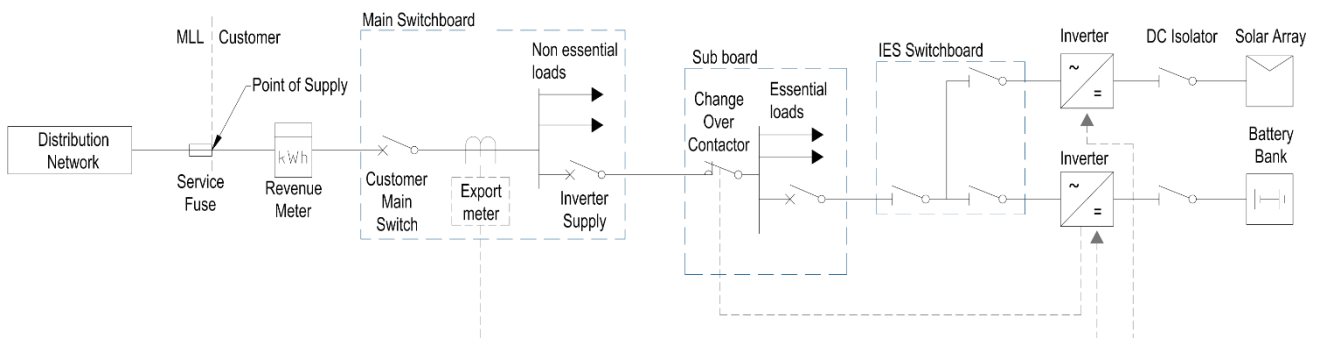 Main Switchboard
MLL Customer
Non essential
loads
Point of Supply
Distribution
Network
Service
Fuse
kWh
Revenue
Meter
Customer
Main
Switch
Export
meter
Inverter
Supply
Sub board
Change
Over
Contactor
Essential
loads
IES Switchboard
Inverter
~
=
DC Isolator
Solar Array
Inverter
~
=
Battery
Bank